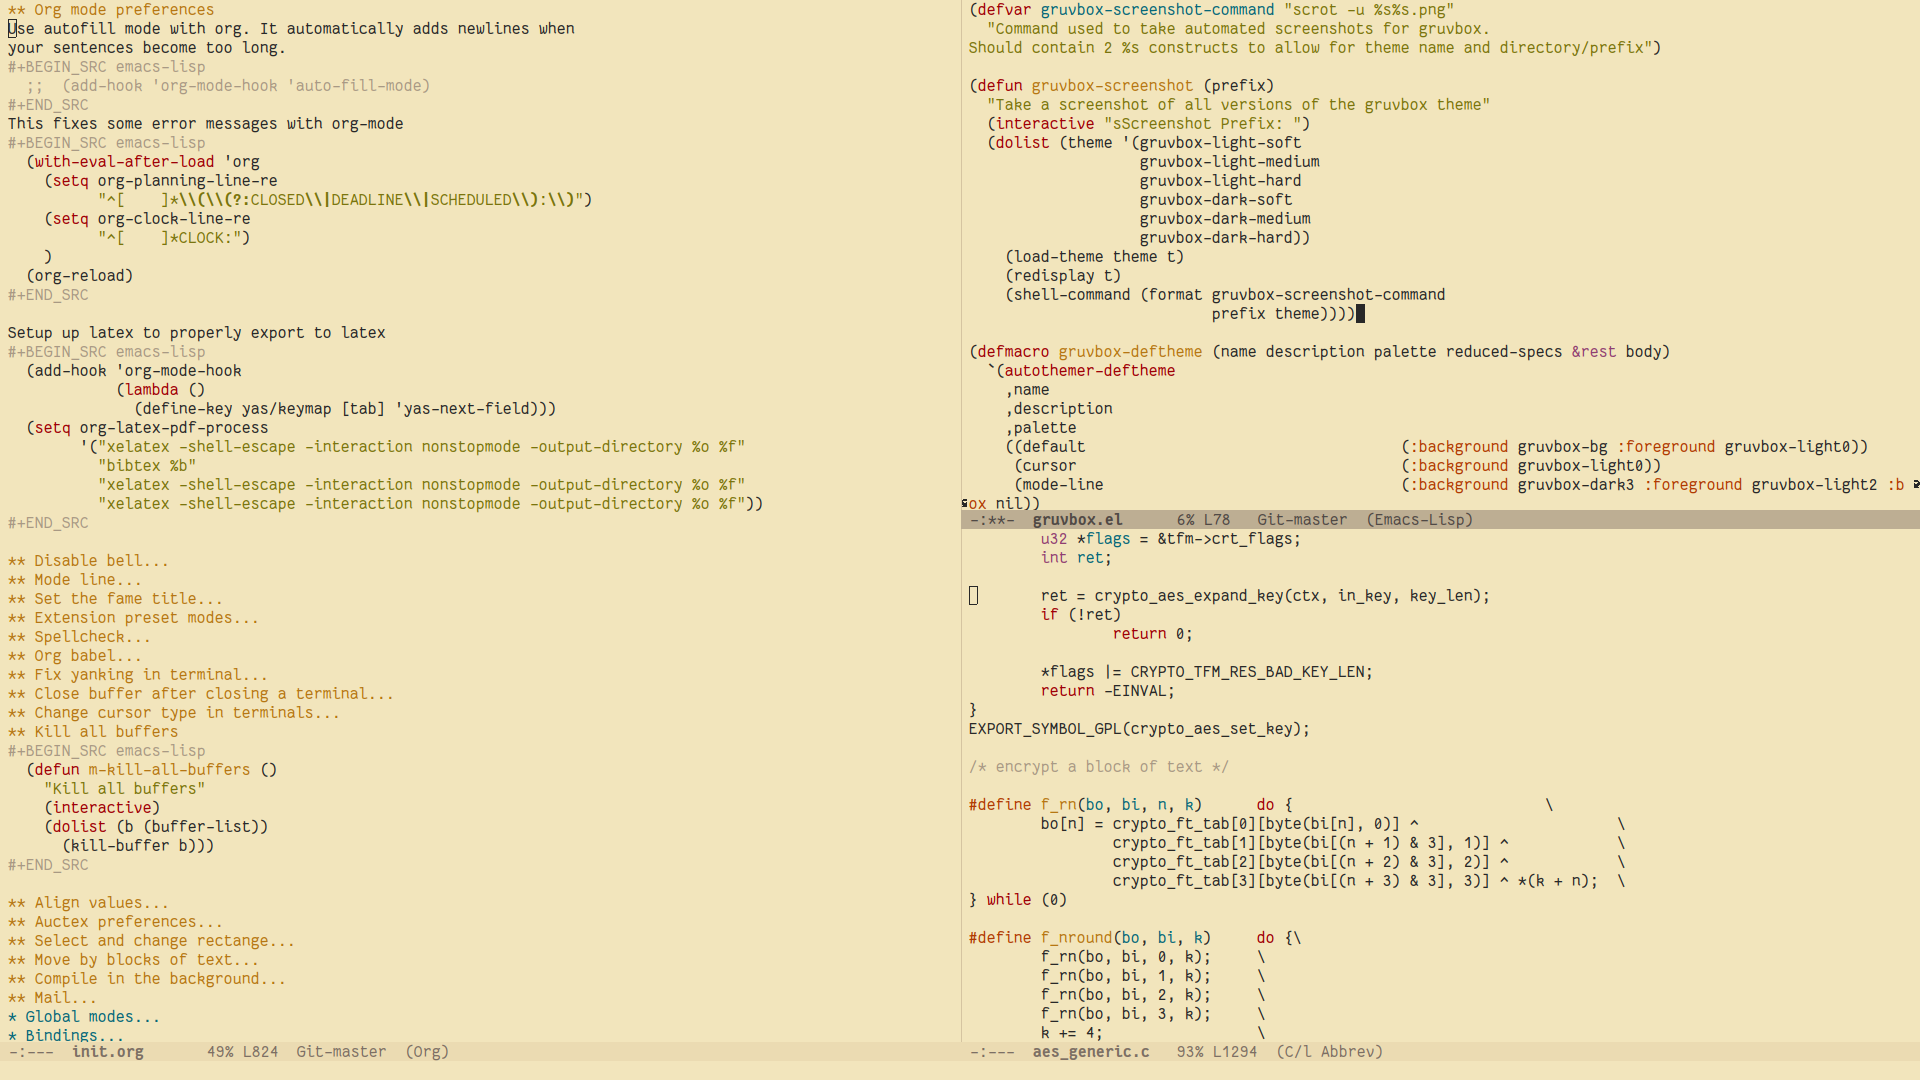 ** Org mode preferences
Use autofill mode with org. It automatically adds newlines when
your sentences become too long.
#+BEGIN_SRC emacs-lisp
  ;;  (add-hook 'org-mode-hook 'auto-fill-mode)
#+END_SRC
This fixes some error messages with org-mode
#+BEGIN_SRC emacs-lisp
  (with-eval-after-load 'org
    (setq org-planning-line-re
          "^[    ]*\\(\\(?:CLOSED\\|DEADLINE\\|SCHEDULED\\):\\)")
    (setq org-clock-line-re
          "^[    ]*CLOCK:")
    )
  (org-reload)
#+END_SRC

Setup up latex to properly export to latex
#+BEGIN_SRC emacs-lisp
  (add-hook 'org-mode-hook
            (lambda ()
              (define-key yas/keymap [tab] 'yas-next-field)))
  (setq org-latex-pdf-process
        '("xelatex -shell-escape -interaction nonstopmode -output-directory %o %f"
          "bibtex %b"
          "xelatex -shell-escape -interaction nonstopmode -output-directory %o %f"
          "xelatex -shell-escape -interaction nonstopmode -output-directory %o %f"))
#+END_SRC

** Disable bell...
** Mode line...
** Set the fame title...
** Extension preset modes...
** Spellcheck...
** Org babel...
** Fix yanking in terminal...
** Close buffer after closing a terminal...
** Change cursor type in terminals...
** Kill all buffers
#+BEGIN_SRC emacs-lisp
  (defun m-kill-all-buffers ()
    "Kill all buffers"
    (interactive)
    (dolist (b (buffer-list))
      (kill-buffer b)))
#+END_SRC

** Align values...
** Auctex preferences...
** Select and change rectange...
** Move by blocks of text...
** Compile in the background...
** Mail...
* Global modes...
* Bindings...
-:---  init.org       49% L824  Git-master  (Org)
(defvar gruvbox-screenshot-command "scrot -u %s%s.png"
  "Command used to take automated screenshots for gruvbox.
Should contain 2 %s constructs to allow for theme name and directory/prefix")

(defun gruvbox-screenshot (prefix)
  "Take a screenshot of all versions of the gruvbox theme"
  (interactive "sScreenshot Prefix: ")
  (dolist (theme '(gruvbox-light-soft
                   gruvbox-light-medium
                   gruvbox-light-hard
                   gruvbox-dark-soft
                   gruvbox-dark-medium
                   gruvbox-dark-hard))
    (load-theme theme t)
    (redisplay t)
    (shell-command (format gruvbox-screenshot-command
                           prefix theme))))

(defmacro gruvbox-deftheme (name description palette reduced-specs &rest body)
  `(autothemer-deftheme
    ,name
    ,description
    ,palette
    ((default                                   (:background gruvbox-bg :foreground gruvbox-light0))
     (cursor                                    (:background gruvbox-light0))
     (mode-line                                 (:background gruvbox-dark3 :foreground gruvbox-light2 :b
ox nil))
-:**-  gruvbox.el      6% L78   Git-master  (Emacs-Lisp)
        u32 *flags = &tfm->crt_flags;
        int ret;

        ret = crypto_aes_expand_key(ctx, in_key, key_len);
        if (!ret)
                return 0;

        *flags |= CRYPTO_TFM_RES_BAD_KEY_LEN;
        return -EINVAL;
}
EXPORT_SYMBOL_GPL(crypto_aes_set_key);

/* encrypt a block of text */

#define f_rn(bo, bi, n, k)      do {                            \
        bo[n] = crypto_ft_tab[0][byte(bi[n], 0)] ^                      \
                crypto_ft_tab[1][byte(bi[(n + 1) & 3], 1)] ^            \
                crypto_ft_tab[2][byte(bi[(n + 2) & 3], 2)] ^            \
                crypto_ft_tab[3][byte(bi[(n + 3) & 3], 3)] ^ *(k + n);  \
} while (0)

#define f_nround(bo, bi, k)     do {\
        f_rn(bo, bi, 0, k);     \
        f_rn(bo, bi, 1, k);     \
        f_rn(bo, bi, 2, k);     \
        f_rn(bo, bi, 3, k);     \
        k += 4;                 \
-:---  aes_generic.c   93% L1294  (C/l Abbrev)